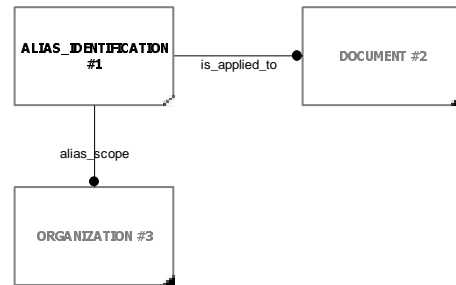 ALIAS_IDENTIFICATION
#1
is_applied_to
DOCUMENT #2
alias_scope
ORGANIZATION #3